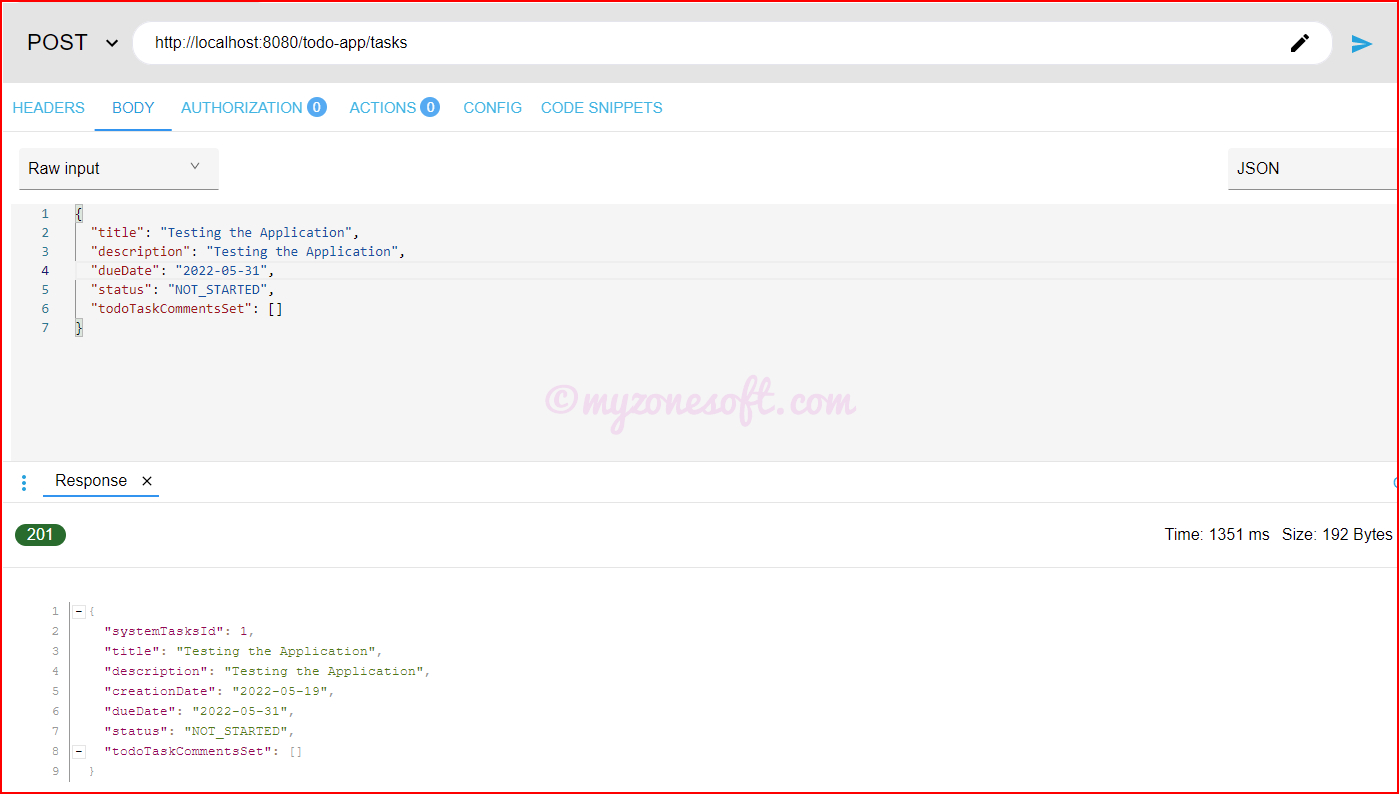 POST http://localhost:8080/todo-app/tasks
HEADERS BODY AUTHORIZATION 0 ACTIONS 0 CONFIG CODE SNIPPETS
Raw input JSON
1 {
2 "title": "Testing the Application",
3 "description": "Testing the Application",
4 "dueDate": "2022-05-31",
5 "status": "NOT_STARTED",
6 "todoTaskCommentsSet": []
7 }
©myzonesoft.com
Response ×
201 Time: 1351 ms Size: 192 Bytes
1 {
2 "systemTasksId": 1,
3 "title": "Testing the Application",
4 "description": "Testing the Application",
5 "creationDate": "2022-05-19",
6 "dueDate": "2022-05-31",
7 "status": "NOT_STARTED",
8 "todoTaskCommentsSet": []
9 }